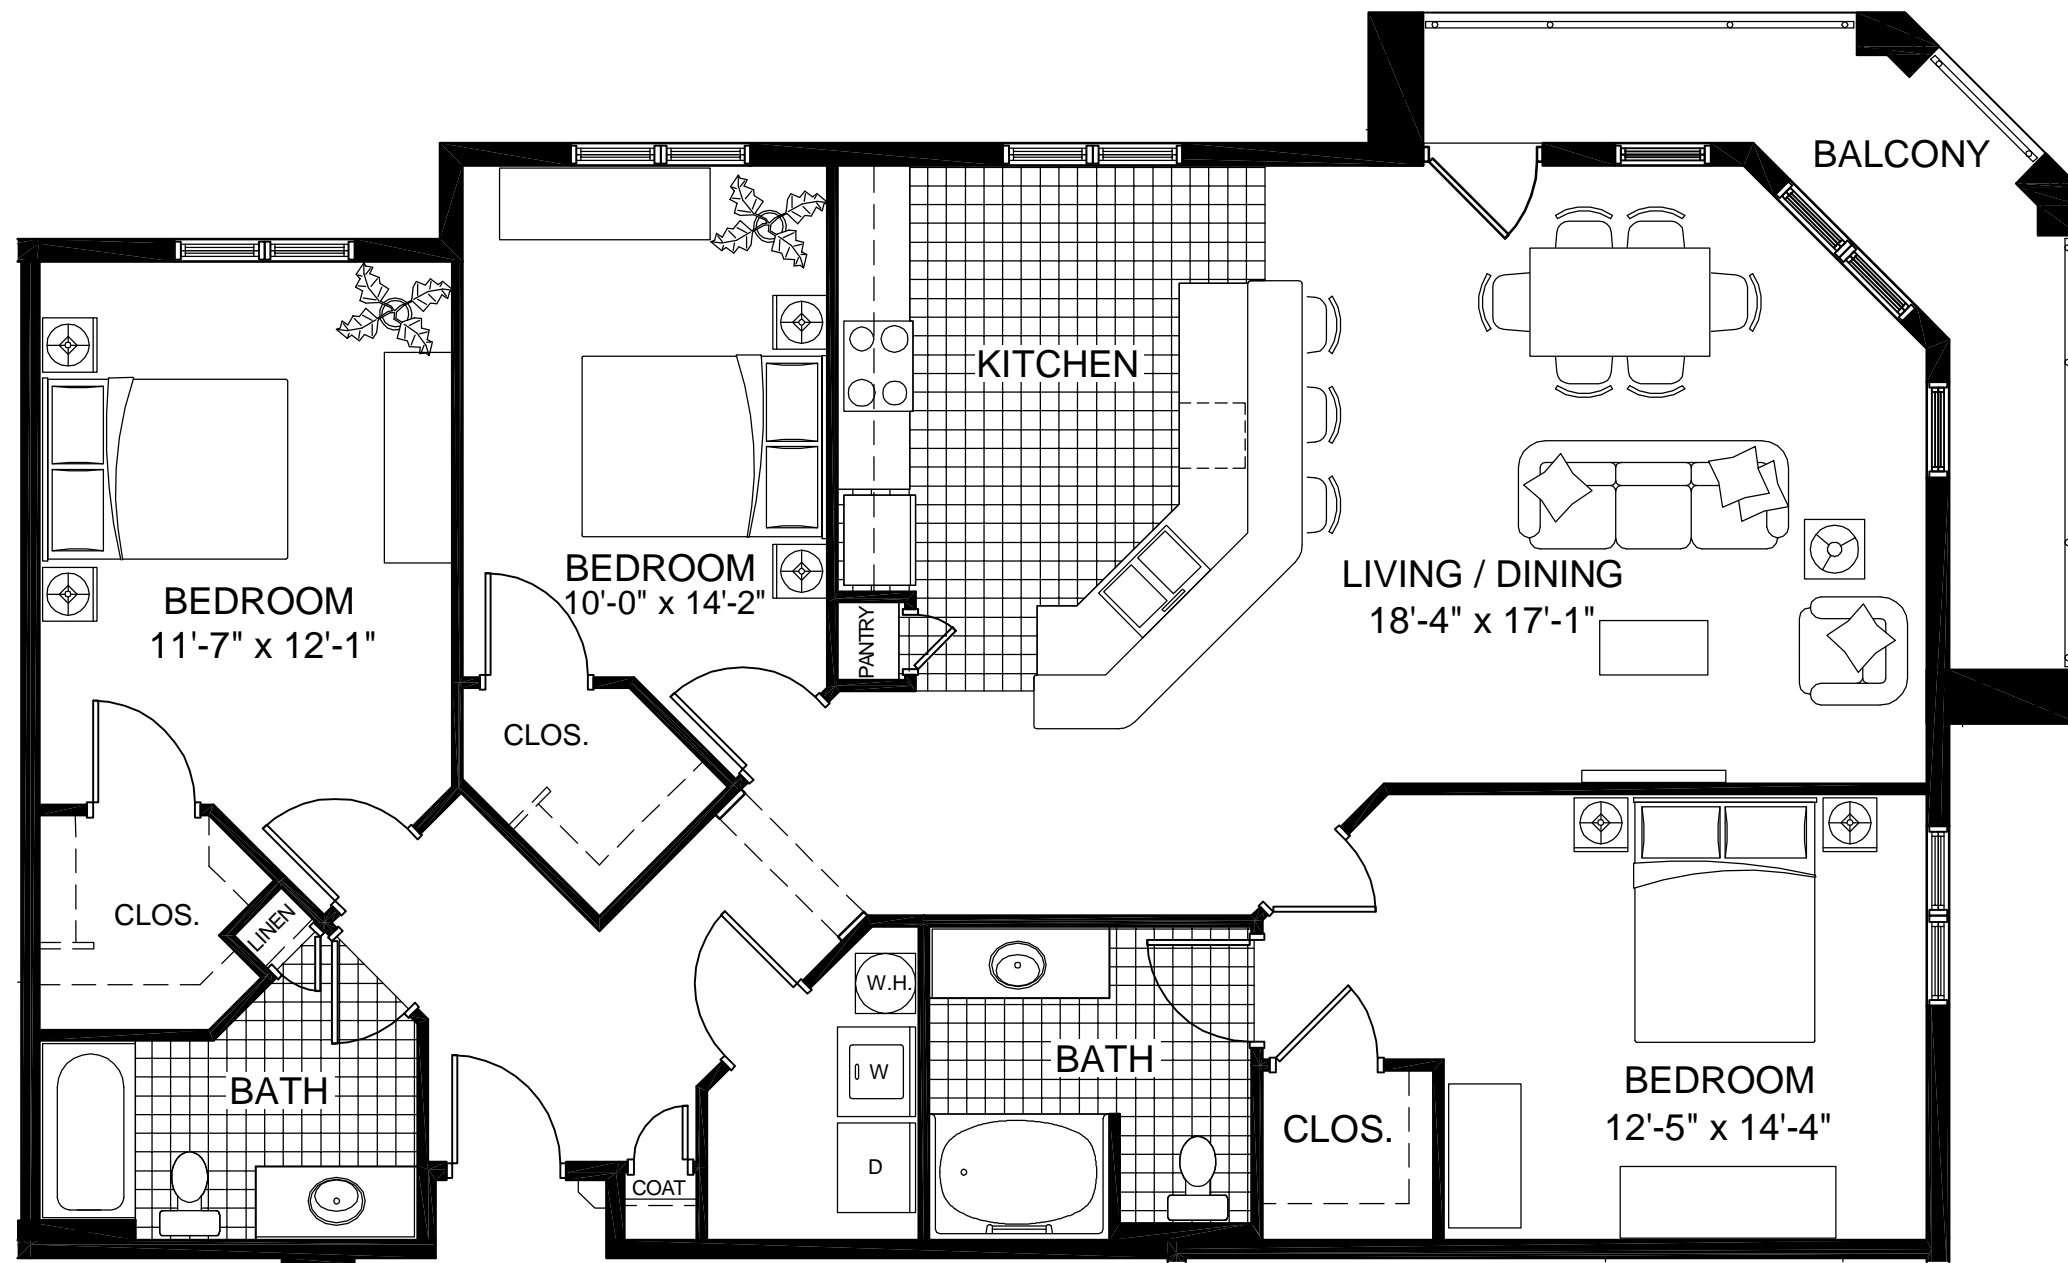 BALCONY
KITCHEN
BEDROOM
10'-0" x 14'-2"
LIVING / DINING
18'-4" x 17'-1"
BEDROOM
11'-7" x 12'-1"
PANTRY
CLOS.
CLOS.
LINEN
W.H.
W
D
BATH
BATH
COAT
CLOS.
BEDROOM
12'-5" x 14'-4"